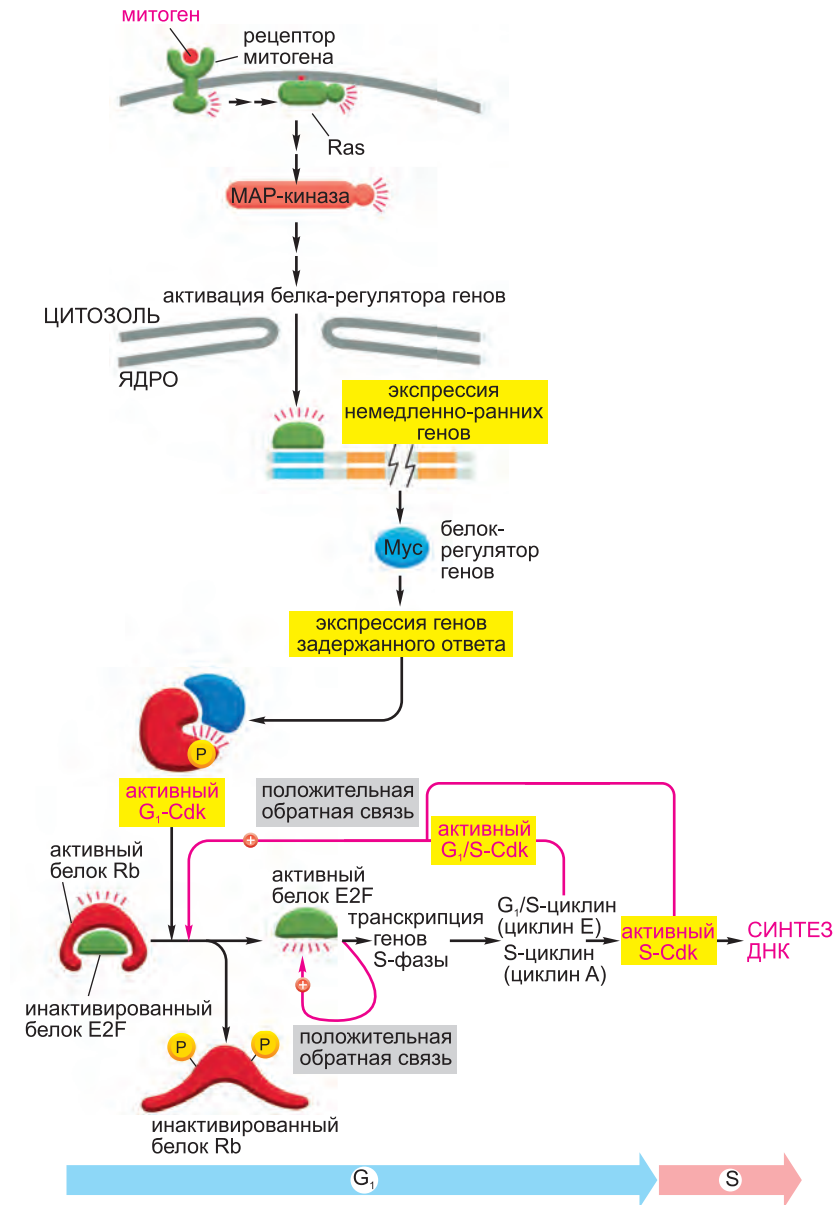 митоген
рецептор
митогена
Ras
МАР-киназа
активация белка-регулятора генов
ЦИТОЗОЛЬ
ЯДРО
экспрессия
немедленно-ранних
генов
Myc
белок-
регулятор
генов
экспрессия генов
задержанного ответа
P
активный
G₁-Cdk
положительная
обратная связь
активный
G₁/S-Cdk
активный
белок Rb
+
активный
белок E2F
транскрипция
генов
S-фазы
G₁/S-циклин
(циклин E)
S-циклин
(циклин A)
активный
S-Cdk
СИНТЕЗ
ДНК
инактивированный
белок E2F
+
положительная
обратная связь
P
P
инактивированный
белок Rb
G₁
S